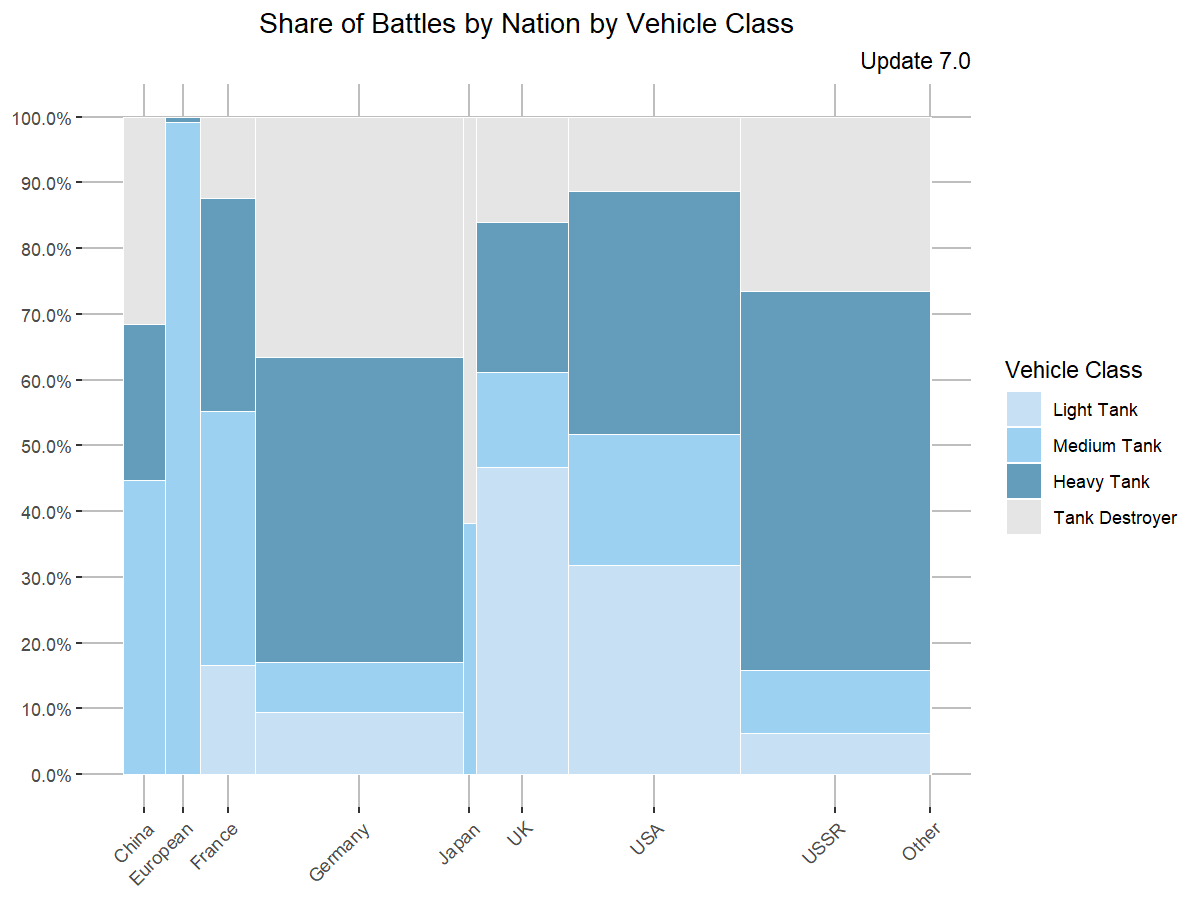 Share of Battles by Nation by Vehicle Class
Update 7.0
100.0%
90.0%
80.0%
70.0%
60.0%
50.0%
40.0%
30.0%
20.0%
10.0%
0.0%
China
European
France
Germany
Japan
UK
USA
USSR
Other
Vehicle Class
Light Tank
Medium Tank
Heavy Tank
Tank Destroyer